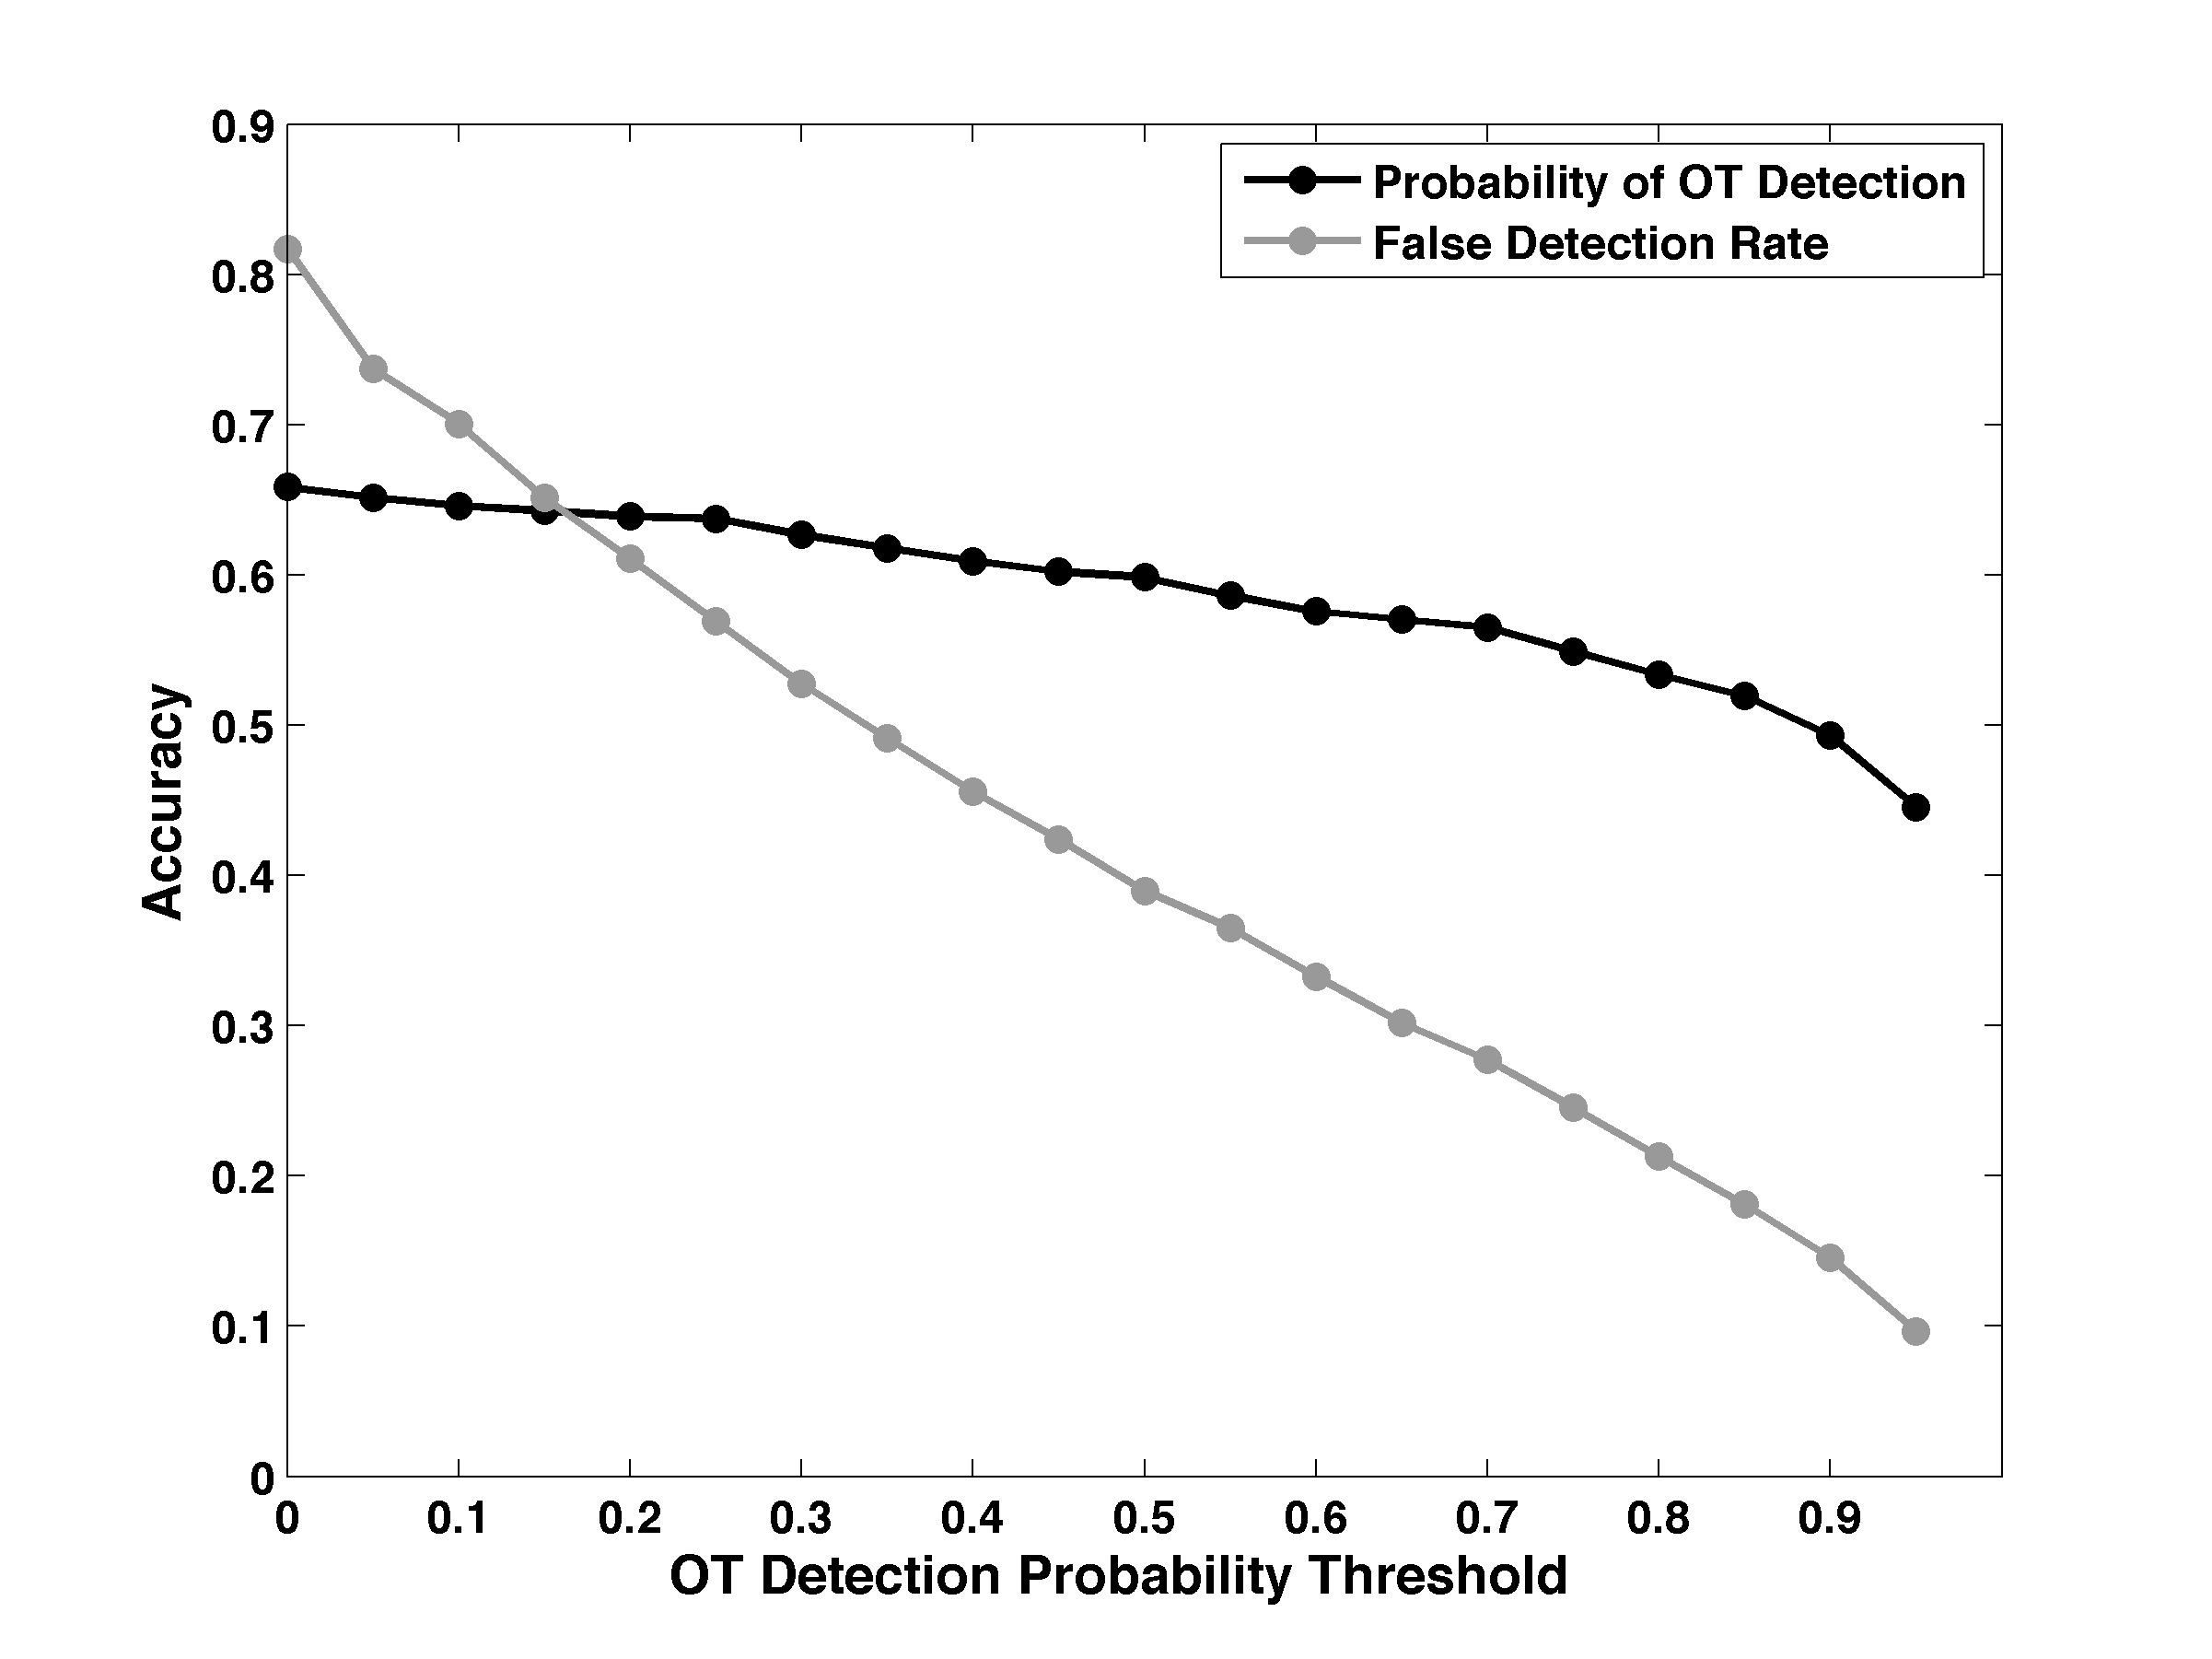 Probability of OT Detection
False Detection Rate
0.9
0.8
0.7
0.6
0.5
0.4
0.3
0.2
0.1
0
Accuracy
0 0.1 0.2 0.3 0.4 0.5 0.6 0.7 0.8 0.9
OT Detection Probability Threshold